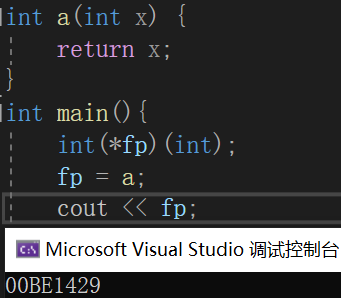 int a(int x) {
return x;
}
int main(){
int(*fp)(int);
fp = a;
cout << fp;
C:\ Microsoft Visual Studio 调试控制台
00BE1429